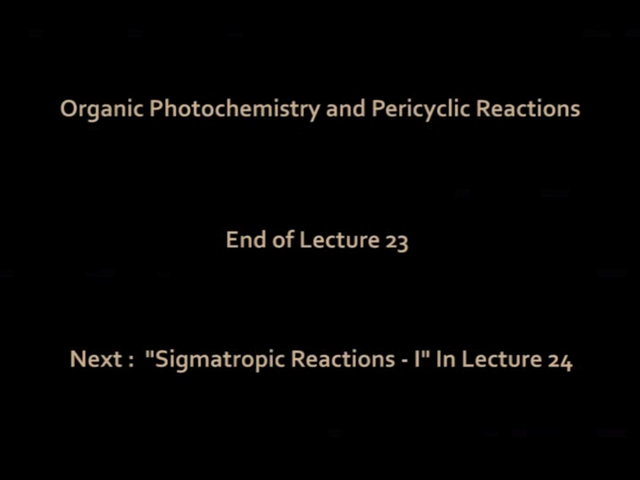 Organic Photochemistry and Pericyclic Reactions
End of Lecture 23
Next :  "Sigmatropic Reactions - I" In Lecture 24